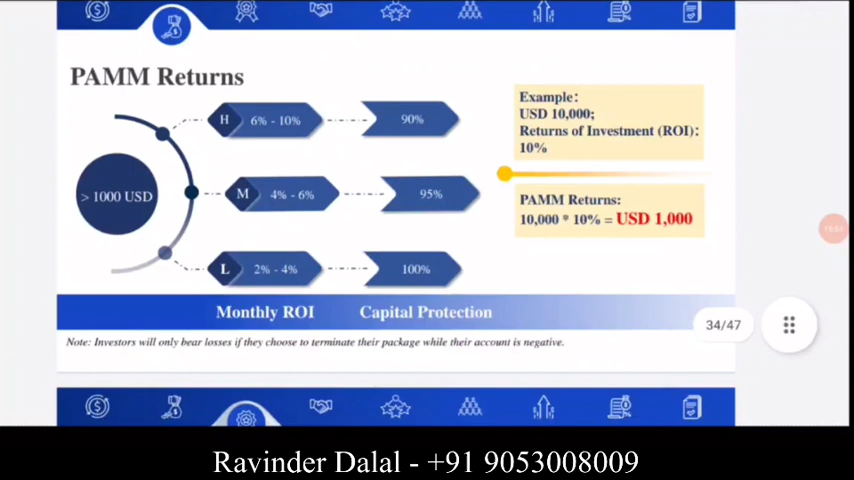 PAMM Returns
> 1000 USD
H 6% - 10% 90%
M 4% - 6% 95%
L 2% - 4% 100%
Monthly ROI Capital Protection
Example:
USD 10,000;
Returns of Investment (ROI):
10%
PAMM Returns:
10,000 * 10% = USD 1,000
34/47
Note: Investors will only bear losses if they choose to terminate their package while their account is negative.
Ravinder Dalal - +91 9053008009